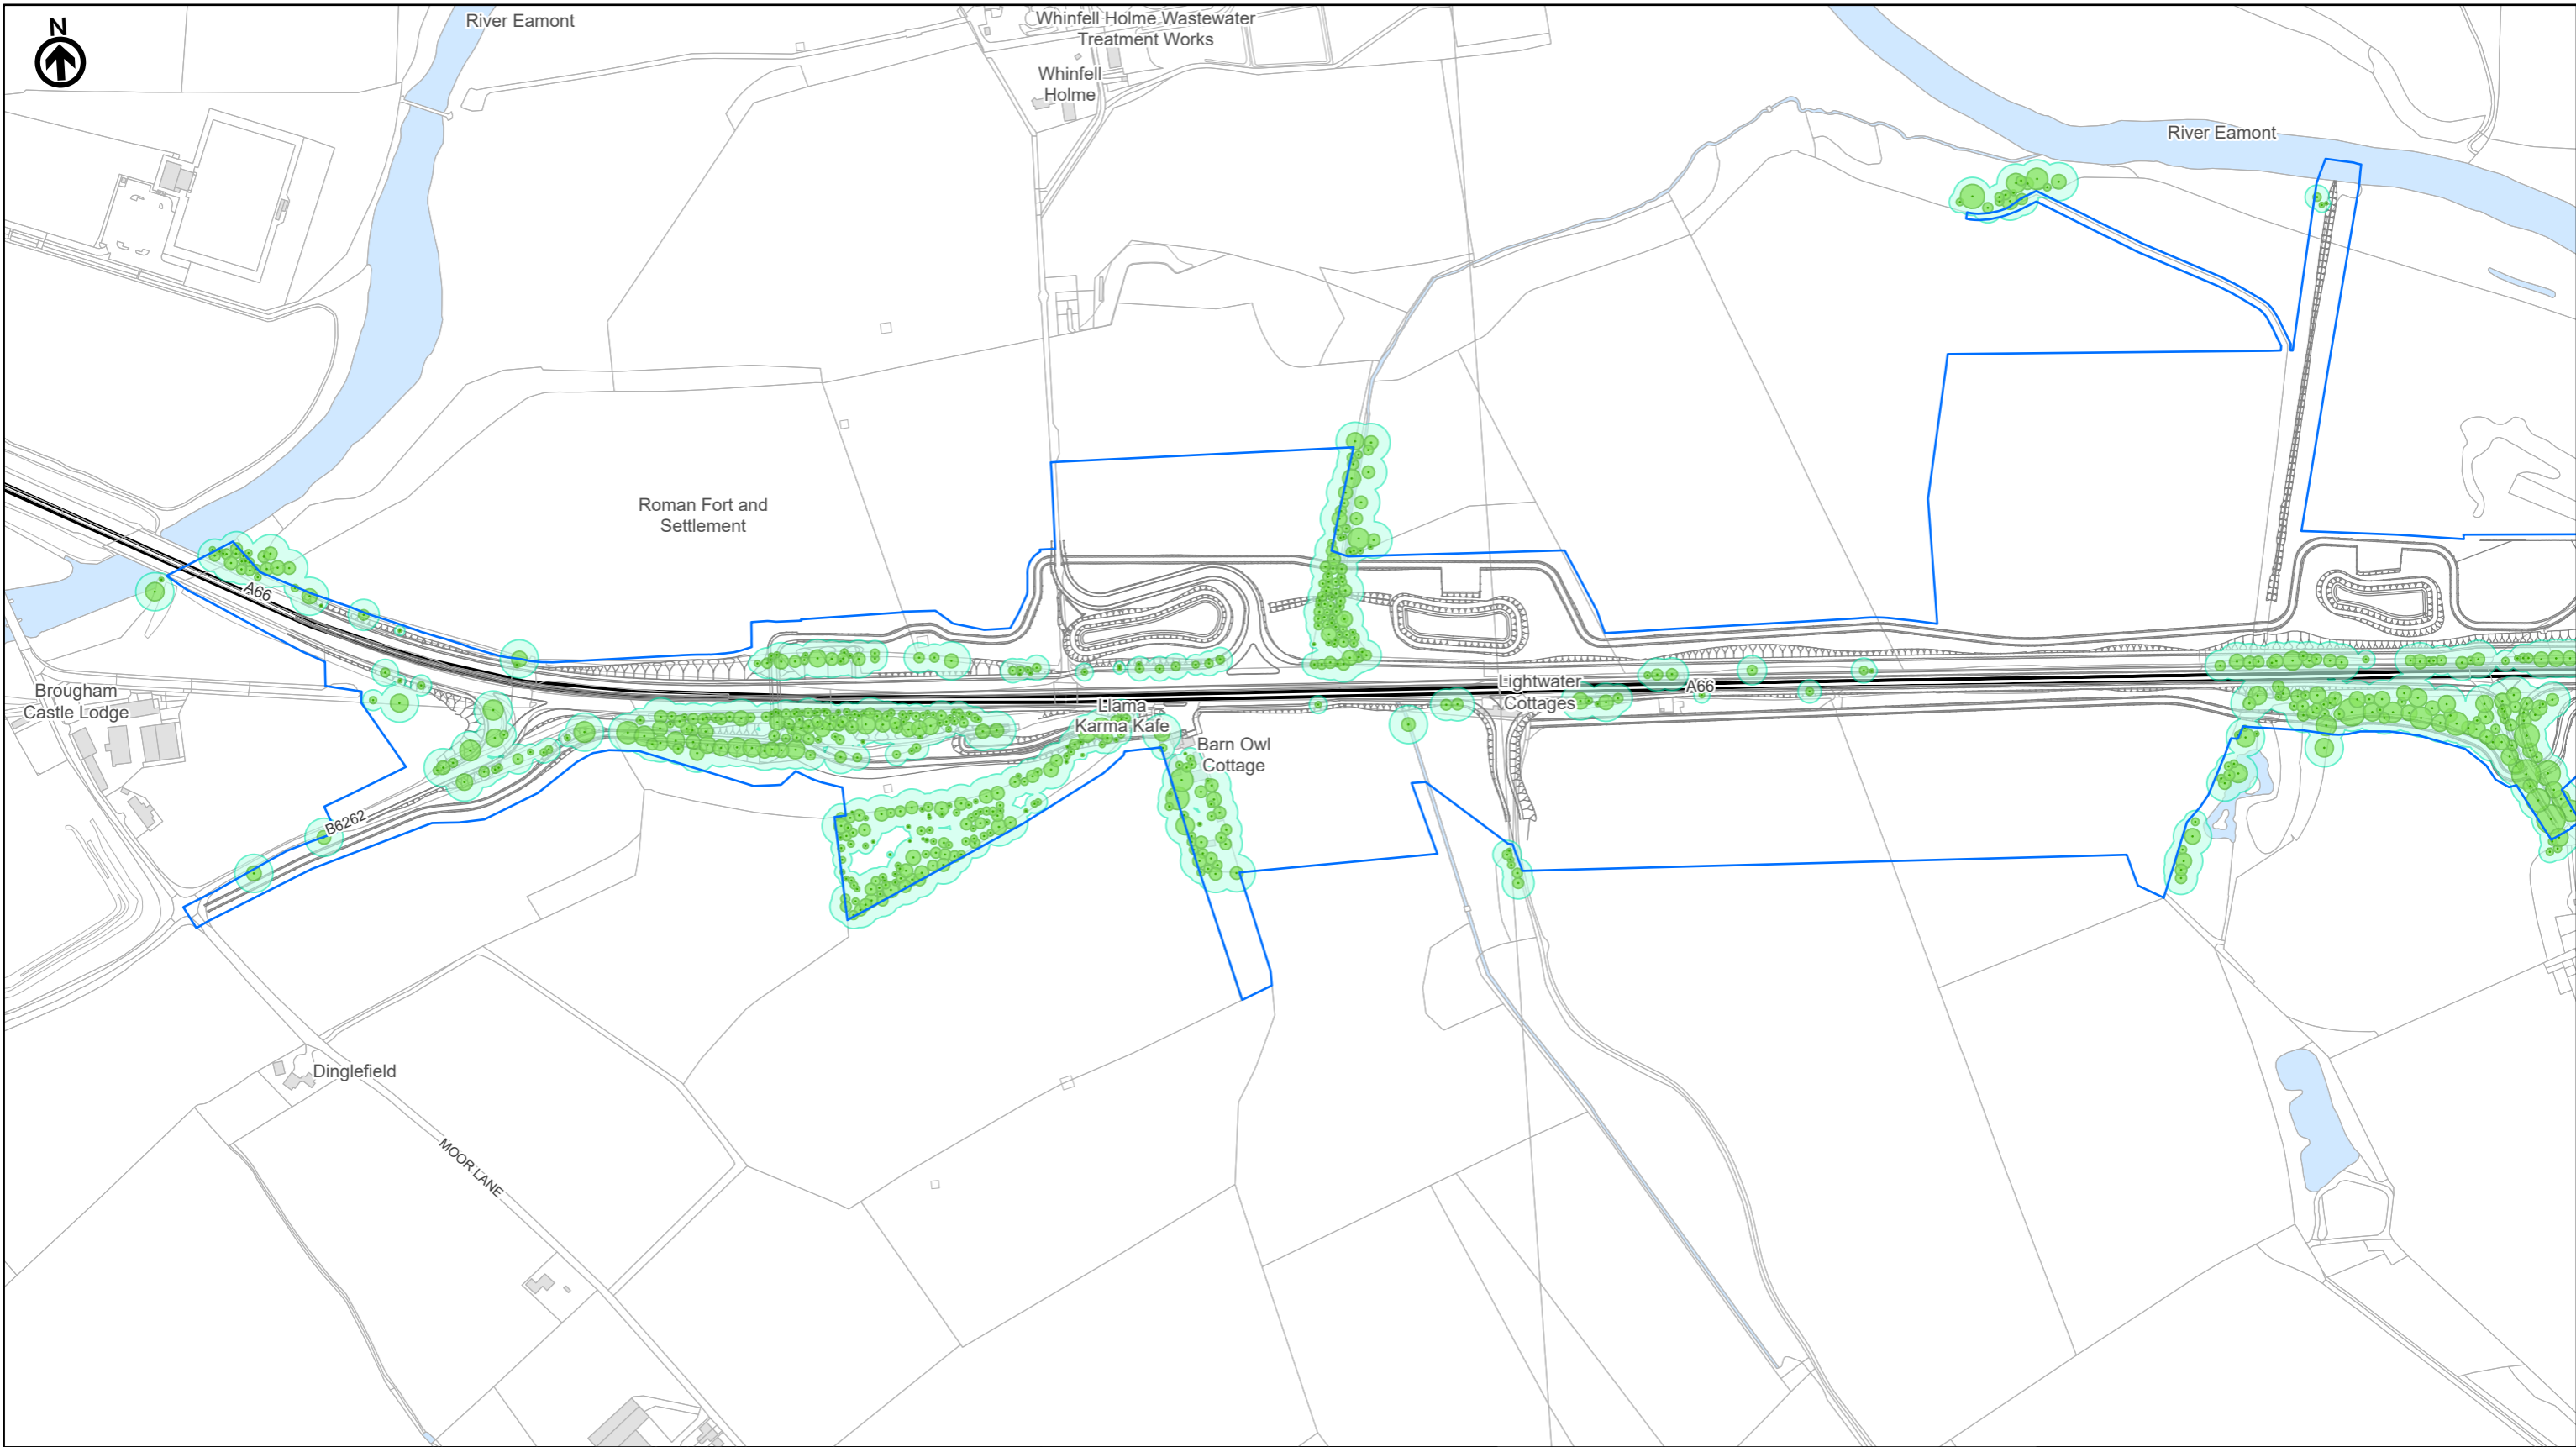 N
River Eamont
Whinfell Holme Wastewater
Treatment Works
Whinfell
Holme
River Eamont
Roman Fort and
Settlement
A66
Brougham
Castle Lodge
Lightwater
Cottages
A66
Llama
Karma Kafe
Barn Owl
Cottage
B6262
Dinglefield
MOOR LANE